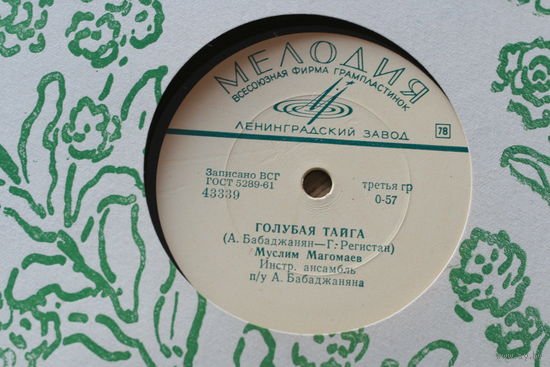 МЕЛОДИЯ
ВСЕСОЮЗНАЯ ФИРМА ГРАМПЛАСТИНОК
ЛЕНИНГРАДСКИЙ ЗАВОД
78
Записано ВСГ
ГОСТ 5289-61
43339
третья гр
0-57
ГОЛУБАЯ ТАЙГА
(А. Бабаджанян—Г. Регистан)
Муслим Магомаев
Инстр. ансамбль
п/у А. Бабаджаняна